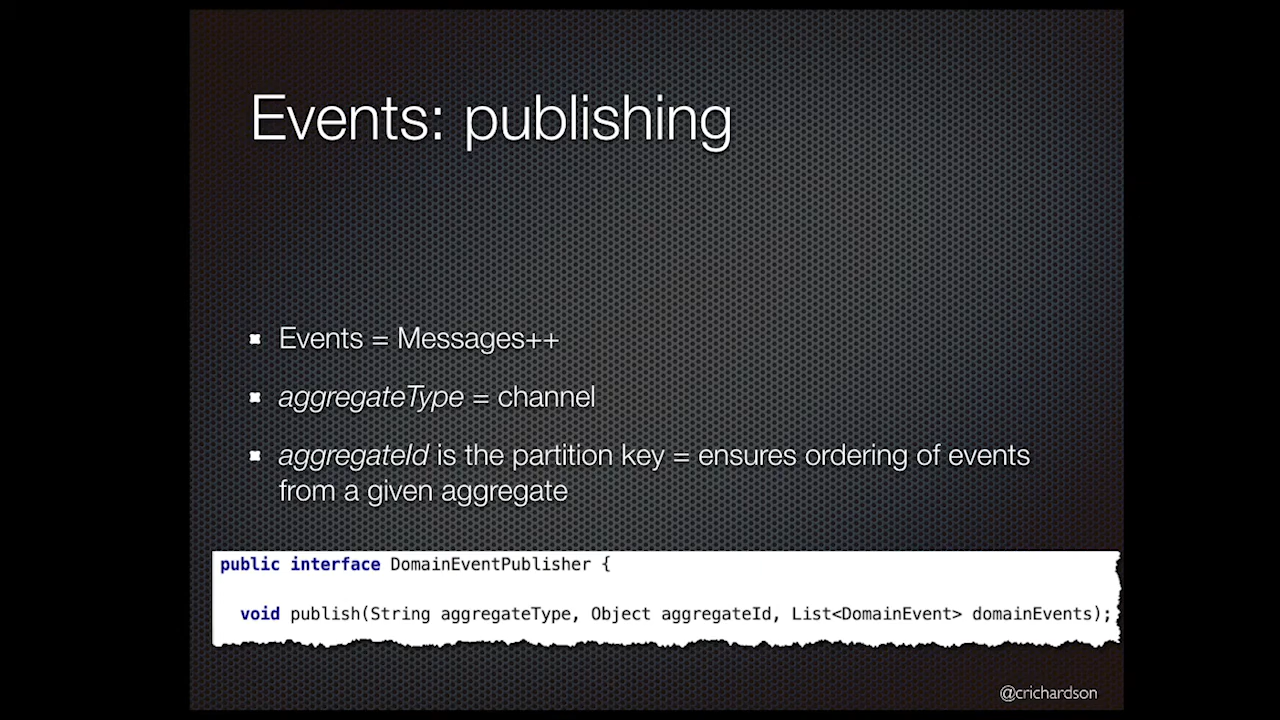 Events: publishing
Events = Messages++
aggregateType = channel
aggregateId is the partition key = ensures ordering of events
from a given aggregate
public interface DomainEventPublisher {
void publish(String aggregateType, Object aggregateId, List<DomainEvent> domainEvents);
@crichardson